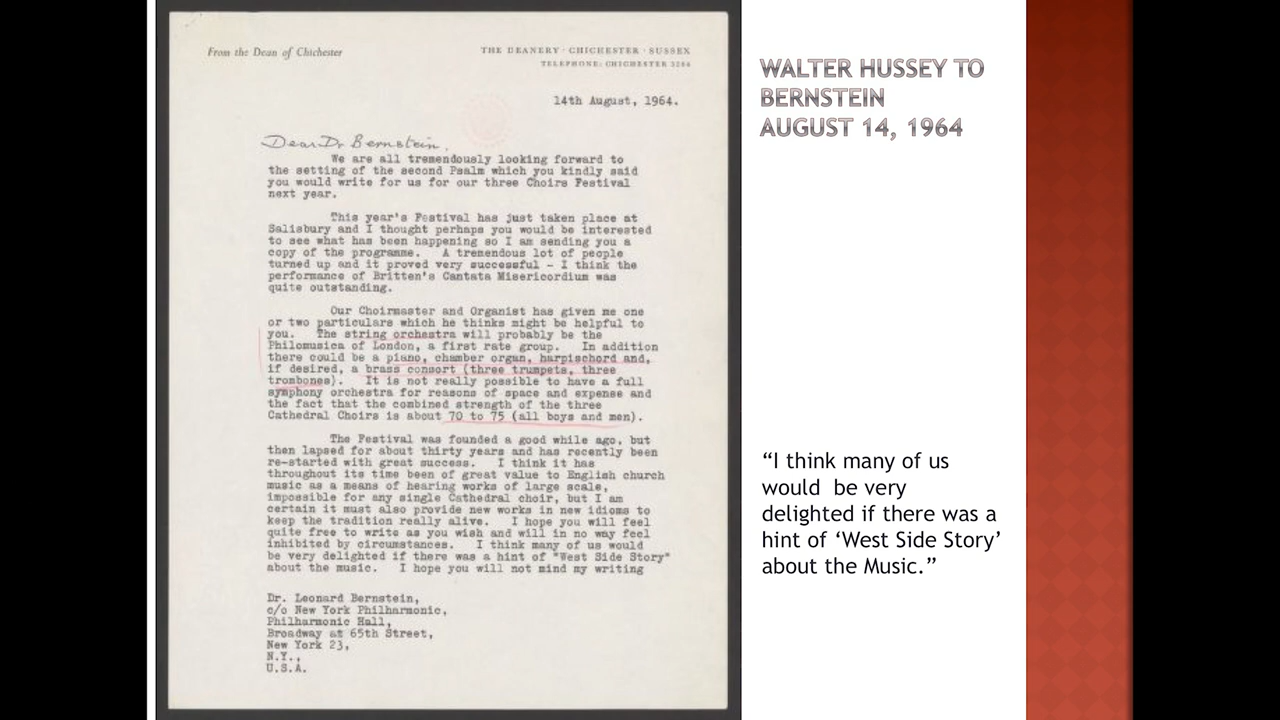 From the Dean of Chichester
THE DEANERY · CHICHESTER · SUSSEX
TELEPHONE: CHICHESTER 3286
14th August, 1964.
Dear Dr Bernstein,
We are all tremendously looking forward to
the setting of the second Psalm which you kindly said
you would write for us for our three Choirs Festival
next year.
This year's Festival has just taken place at
Salisbury and I thought perhaps you would be interested
to see what has been happening so I am sending you a
copy of the programme. A tremendous lot of people
turned up and it proved very successful - I think the
performance of Britten's Cantata Misericordium was
quite outstanding.
Our Choirmaster and Organist has given me one
or two particulars which he thinks might be helpful to
you. The string orchestra will probably be the
Philomusica of London, a first rate group. In addition
there could be a piano, chamber organ, harpischord and,
if desired, a brass consort (three trumpets, three
trombones). It is not really possible to have a full
symphony orchestra for reasons of space and expense and
the fact that the combined strength of the three
Cathedral Choirs is about 70 to 75 (all boys and men).
The Festival was founded a good while ago, but
then lapsed for about thirty years and has recently been
re-started with great success. I think it has
throughout its time been of great value to English church
music as a means of hearing works of large scale,
impossible for any single Cathedral choir, but I am
certain it must also provide new works in new idioms to
keep the tradition really alive. I hope you will feel
quite free to write as you wish and will in no way feel
inhibited by circumstances. I think many of us would
be very delighted if there was a hint of "West Side Story"
about the music. I hope you will not mind my writing
Dr. Leonard Bernstein,
c/o New York Philharmonic,
Philharmonic Hall,
Broadway at 65th Street,
New York 23,
N.Y.,
U.S.A.
WALTER HUSSEY TO
BERNSTEIN
AUGUST 14, 1964
“I think many of us
would be very
delighted if there was a
hint of ‘West Side Story’
about the Music.”